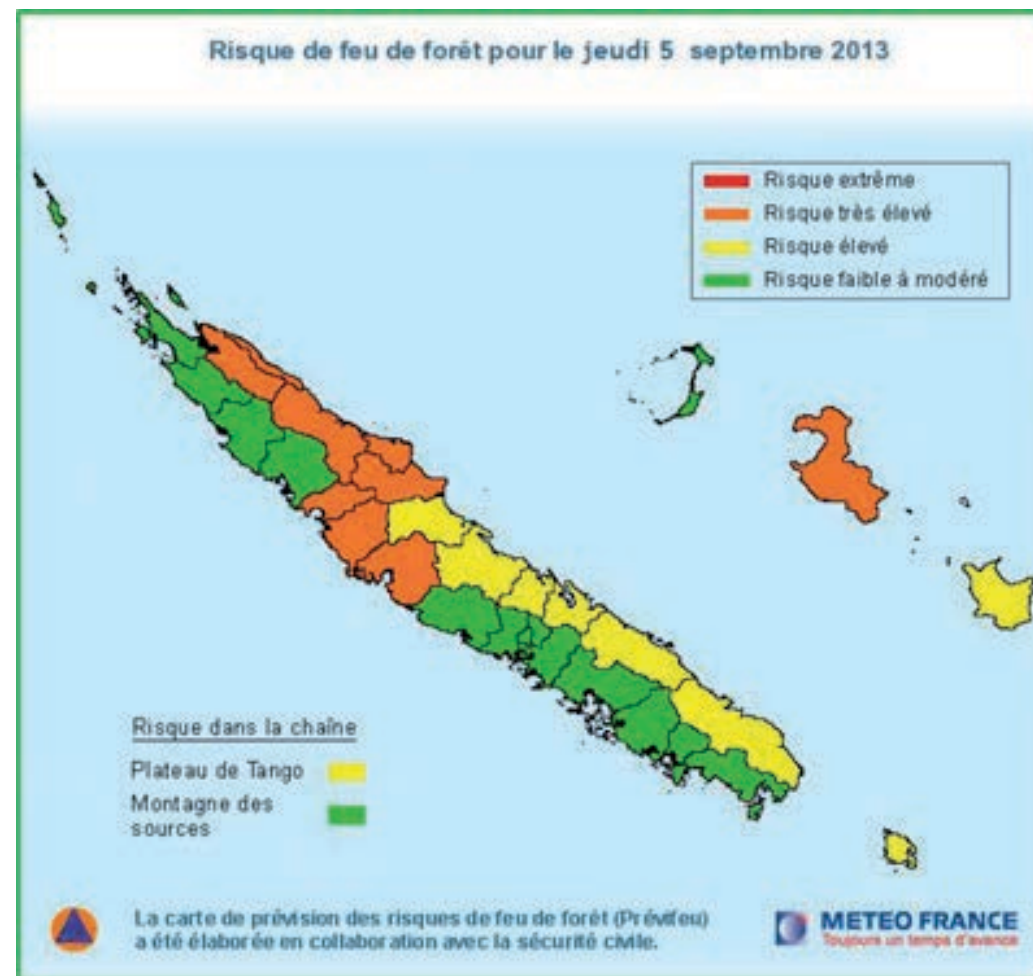 Risque de feu de forêt pour le jeudi 5 septembre 2013
Risque extrême
Risque très élevé
Risque élevé
Risque faible à modéré
Risque dans la chaîne
Plateau de Tango
Montagne des
sources
La carte de prévision des risques de feu de forêt (Prévifeu)
a été élaborée en collaboration avec la sécurité civile.
METEO FRANCE
Toujours un temps d'avance